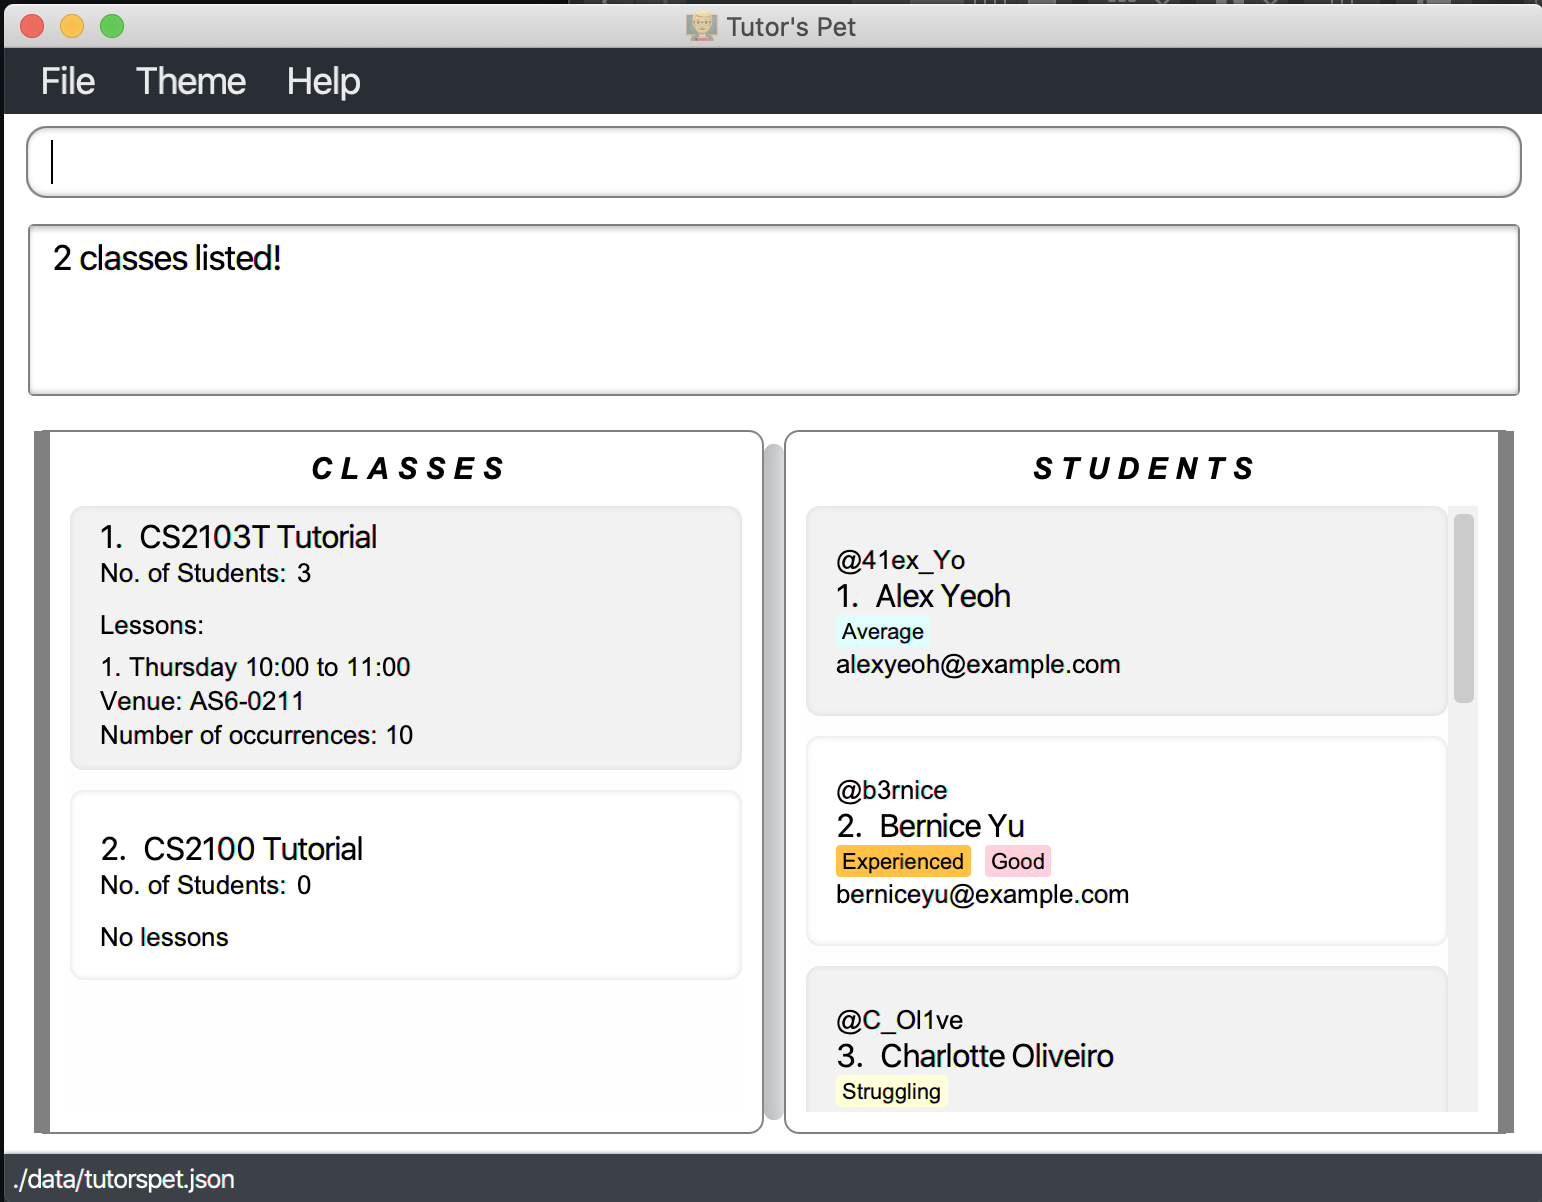 Tutor's Pet
File Theme Help
2 classes listed!
CLASSES
1. CS2103T Tutorial
No. of Students: 3
Lessons:
1. Thursday 10:00 to 11:00
Venue: AS6-0211
Number of occurrences: 10
2. CS2100 Tutorial
No. of Students: 0
No lessons
STUDENTS
@41ex_Yo
1. Alex Yeoh
Average
alexyeoh@example.com
@b3rnice
2. Bernice Yu
Experienced Good
berniceyu@example.com
@C_Ol1ve
3. Charlotte Oliveiro
Struggling
./data/tutorspet.json